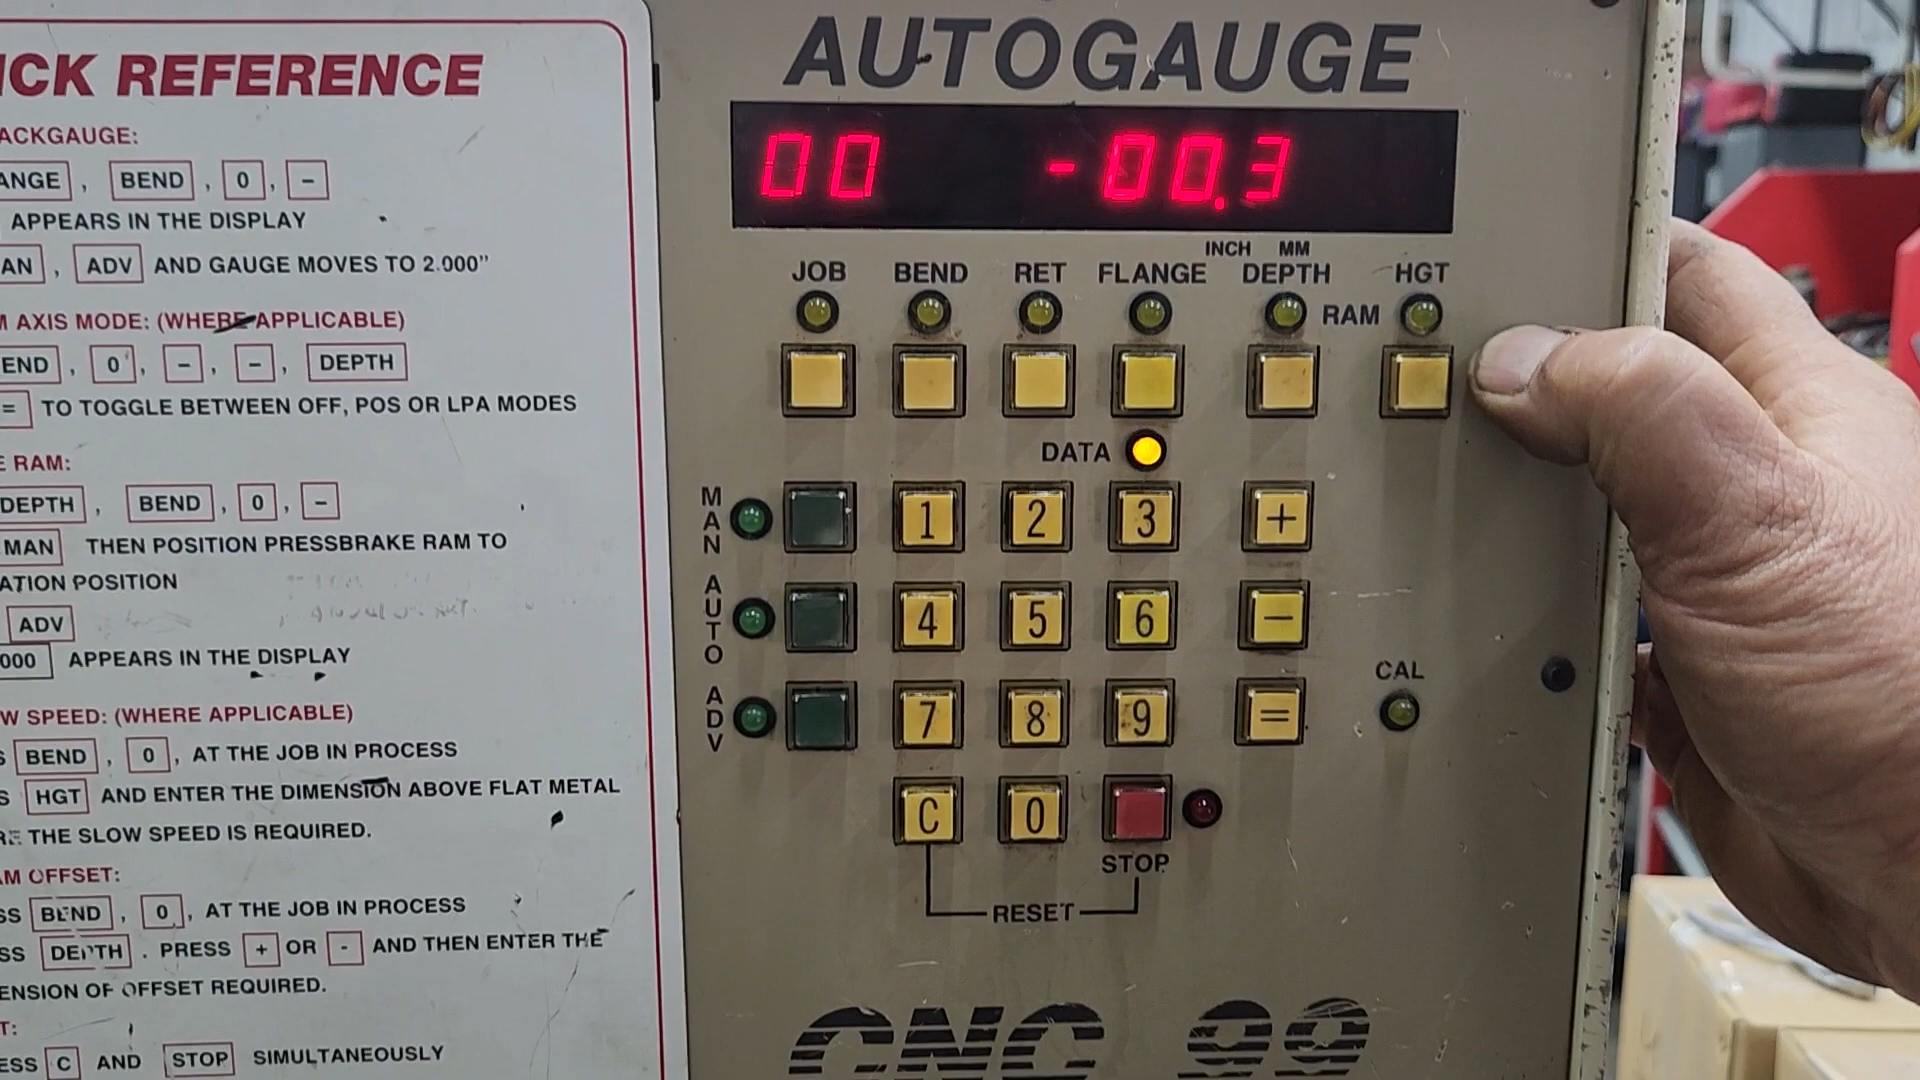 ICK REFERENCE
ACKGAUGE:
ANGE , BEND , 0 , –
APPEARS IN THE DISPLAY
AN , ADV AND GAUGE MOVES TO 2.000"
M AXIS MODE: (WHERE APPLICABLE)
END , 0 , – , – , DEPTH
= TO TOGGLE BETWEEN OFF, POS OR LPA MODES
E RAM:
DEPTH , BEND , 0 , –
MAN THEN POSITION PRESSBRAKE RAM TO
ATION POSITION
ADV
000 APPEARS IN THE DISPLAY
W SPEED: (WHERE APPLICABLE)
S BEND , 0 , AT THE JOB IN PROCESS
S HGT AND ENTER THE DIMENSION ABOVE FLAT METAL
RE THE SLOW SPEED IS REQUIRED.
AM OFFSET:
SS BEND , 0 , AT THE JOB IN PROCESS
SS DEPTH . PRESS + OR - AND THEN ENTER THE
ENSION OF OFFSET REQUIRED.
T:
ESS C AND STOP SIMULTANEOUSLY
AUTOGAUGE
00 -00.3
INCH MM
JOB BEND RET FLANGE DEPTH HGT
RAM
DATA
MAN 1 2 3 +
AUTO 4 5 6 –
ADV 7 8 9 =
CAL
C 0
STOP
RESET
CNC 99